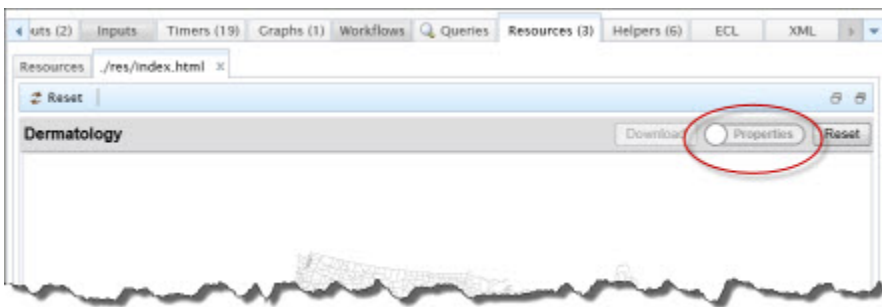 uts (2) Inputs Timers (19) Graphs (1) Workflows Queries Resources (3) Helpers (6) ECL XML
Resources ./res/index.html ×
Reset
Dermatology Download Properties Reset